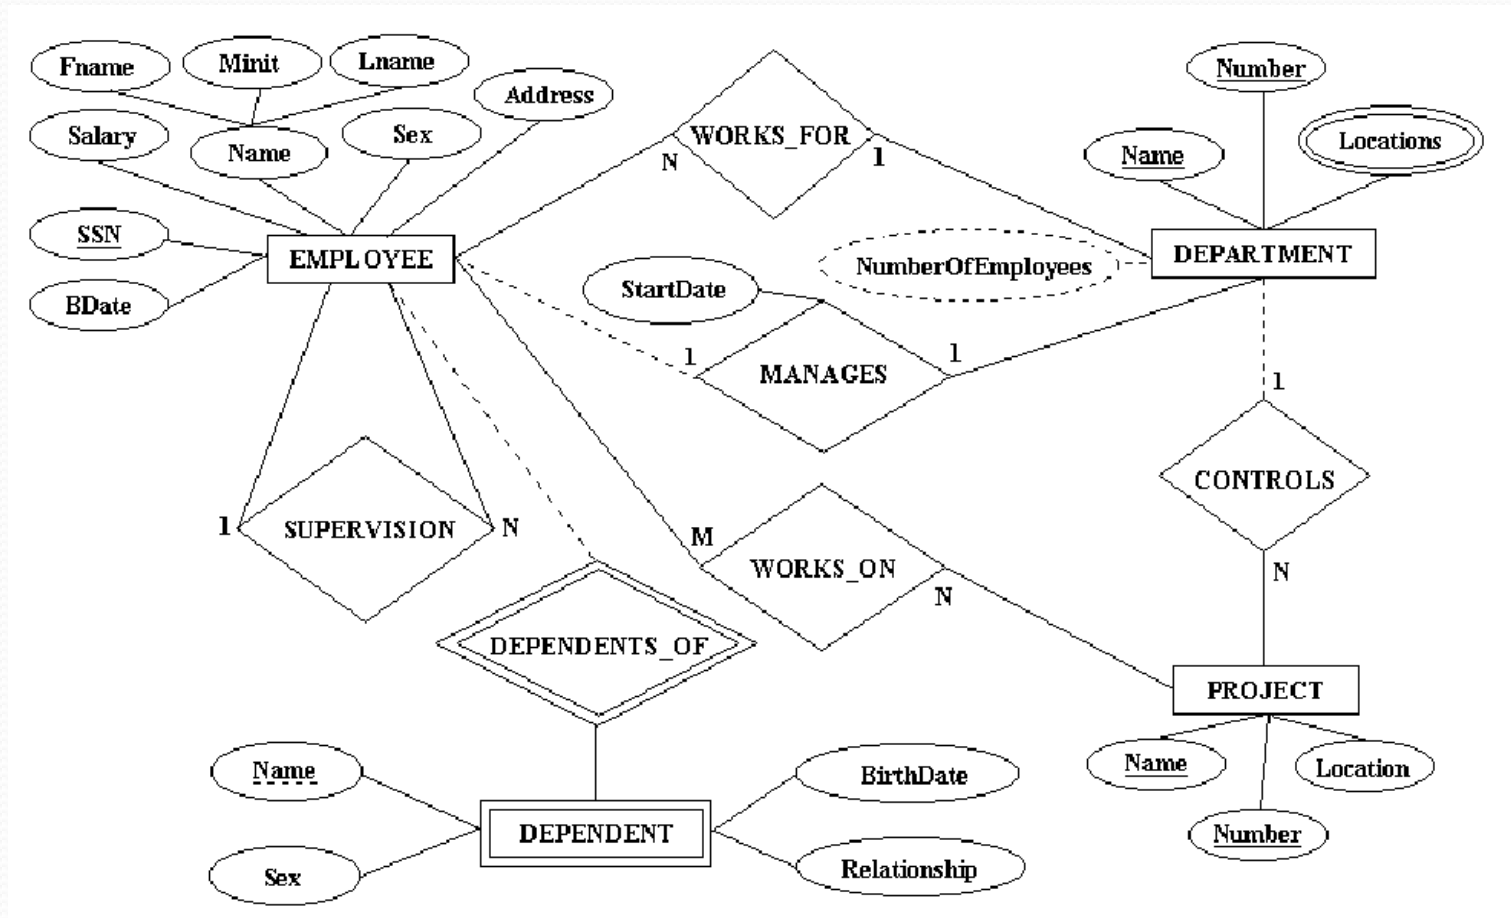 Fname
Minit
Lname
Address
Number
Salary
Name
Sex
WORKS_FOR
N
1
Name
Locations
SSN
EMPLOYEE
NumberOfEmployees
DEPARTMENT
BDate
StartDate
1
1
MANAGES
1
CONTROLS
1
SUPERVISION
N
M
WORKS_ON
N
N
DEPENDENTS_OF
PROJECT
Name
BirthDate
Name
Location
DEPENDENT
Number
Sex
Relationship